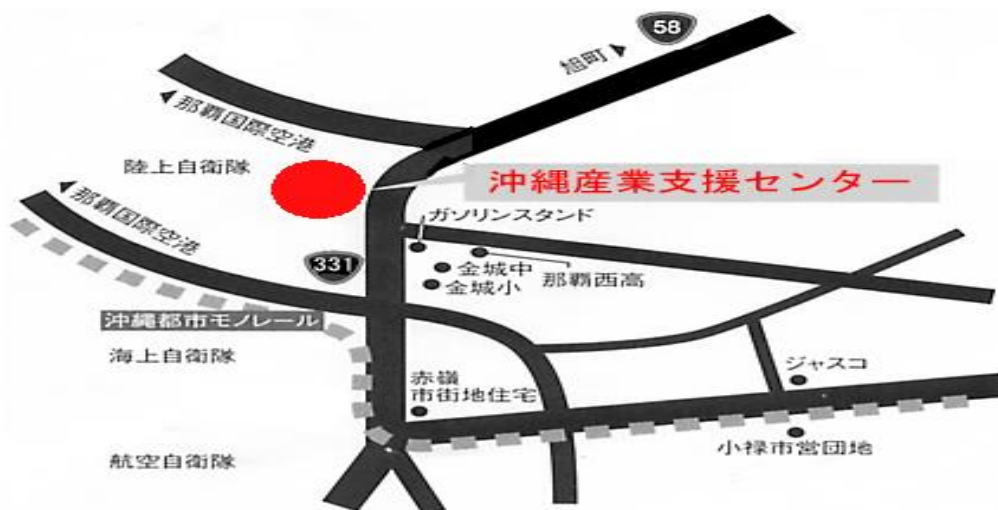 58
旭町
那覇国際空港
陸上自衛隊
沖縄産業支援センター
那覇国際空港
ガソリンスタンド
331
金城中
金城小
那覇西高
沖縄都市モノレール
海上自衛隊
赤嶺
市街地住宅
ジャスコ
小禄市営団地
航空自衛隊